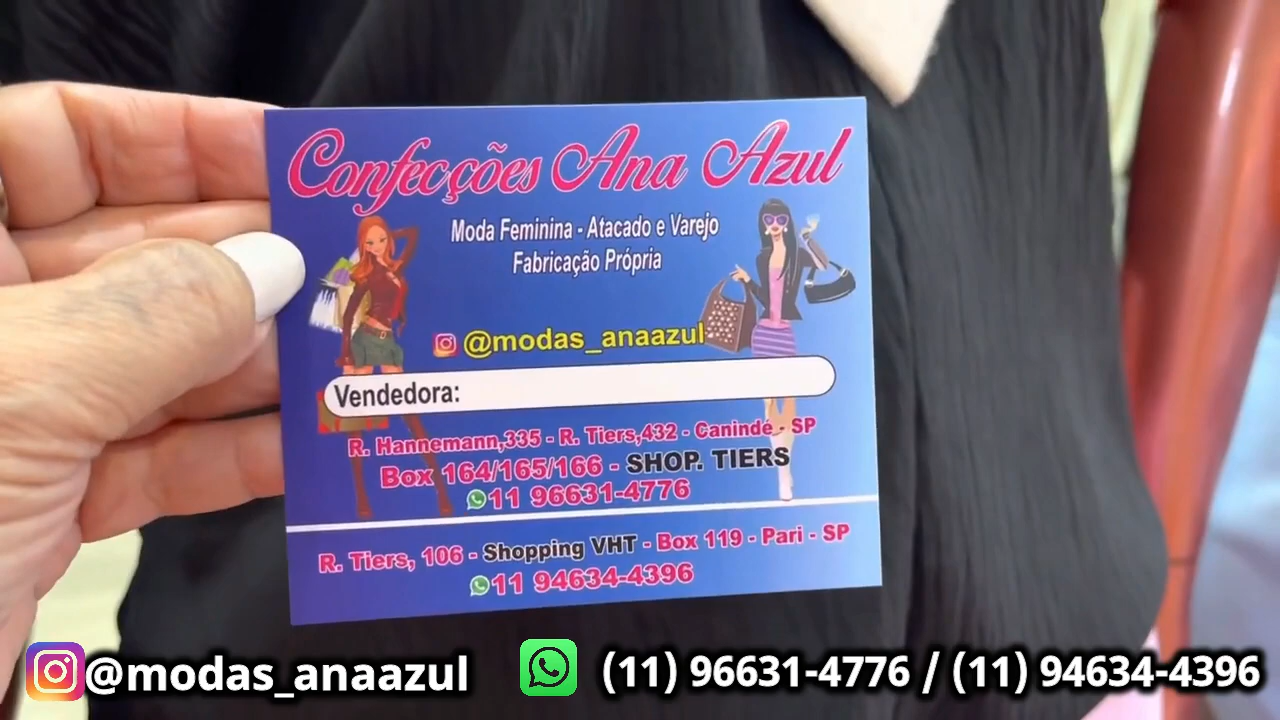 Confecções Ana Azul
Moda Feminina - Atacado e Varejo
Fabricação Própria
@modas_anaazul
Vendedora:
R. Hannemann,335 - R. Tiers,432 - Canindé - SP
Box 164/165/166 - SHOP. TIERS
11 96631-4776
R. Tiers, 106 - Shopping VHT - Box 119 - Pari - SP
11 94634-4396
@modas_anaazul (11) 96631-4776 / (11) 94634-4396